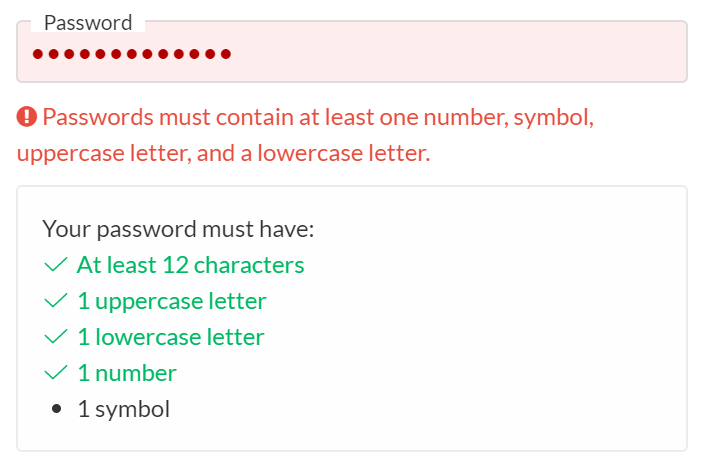 Password
●●●●●●●●●●●●●
Passwords must contain at least one number, symbol,
uppercase letter, and a lowercase letter.
Your password must have:
At least 12 characters
1 uppercase letter
1 lowercase letter
1 number
• 1 symbol